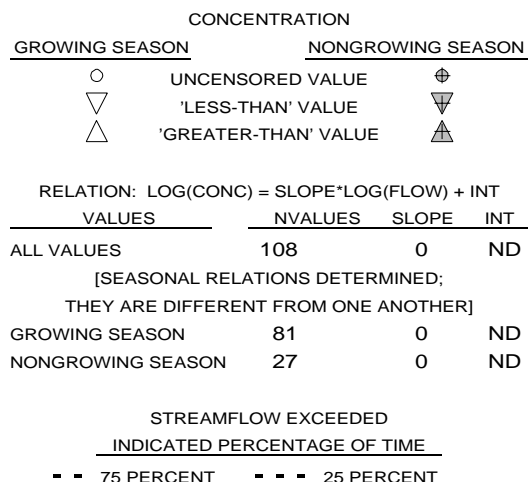 CONCENTRATION
GROWING SEASON NONGROWING SEASON
UNCENSORED VALUE
'LESS-THAN' VALUE
'GREATER-THAN' VALUE
RELATION: LOG(CONC) = SLOPE*LOG(FLOW) + INT
VALUES NVALUES SLOPE INT
ALL VALUES 108 0 ND
[SEASONAL RELATIONS DETERMINED;
THEY ARE DIFFERENT FROM ONE ANOTHER]
GROWING SEASON 81 0 ND
NONGROWING SEASON 27 0 ND
STREAMFLOW EXCEEDED
INDICATED PERCENTAGE OF TIME
75 PERCENT 25 PERCENT